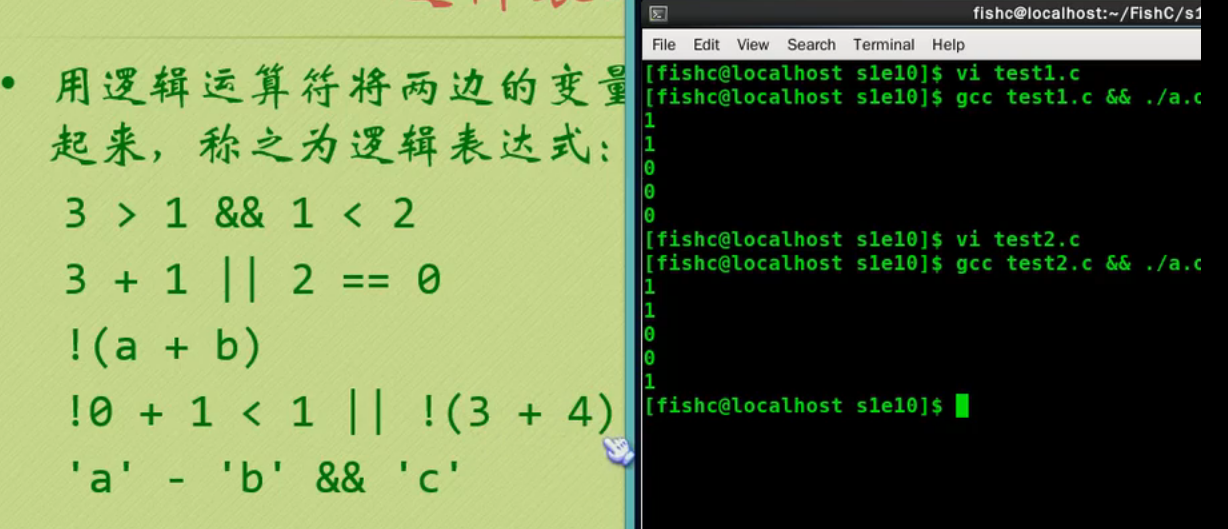 用逻辑运算符将两边的变量
起来，称之为逻辑表达式：
3 > 1 && 1 < 2
3 + 1 || 2 == 0
!(a + b)
!0 + 1 < 1 || !(3 + 4)
'a' - 'b' && 'c'
fishc@localhost:~/FishC/s1
File Edit View Search Terminal Help
[fishc@localhost s1e10]$ vi test1.c
[fishc@localhost s1e10]$ gcc test1.c && ./a.o
1
1
0
0
0
[fishc@localhost s1e10]$ vi test2.c
[fishc@localhost s1e10]$ gcc test2.c && ./a.o
1
1
0
0
1
[fishc@localhost s1e10]$